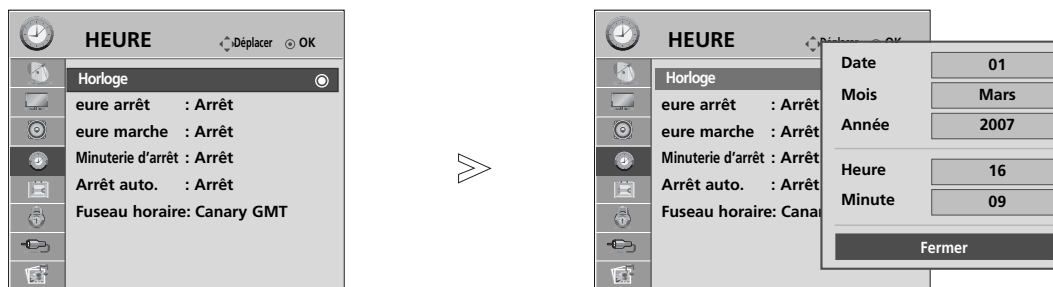 HEURE Déplacer OK
Horloge
eure arrêt : Arrêt
eure marche : Arrêt
Minuterie d'arrêt : Arrêt
Arrêt auto. : Arrêt
Fuseau horaire: Canary GMT
HEURE
Horloge
eure arrêt : Arrêt
eure marche : Arrêt
Minuterie d'arrêt : Arrêt
Arrêt auto. : Arrêt
Fuseau horaire: Cana
Date 01
Mois Mars
Année 2007
Heure 16
Minute 09
Fermer